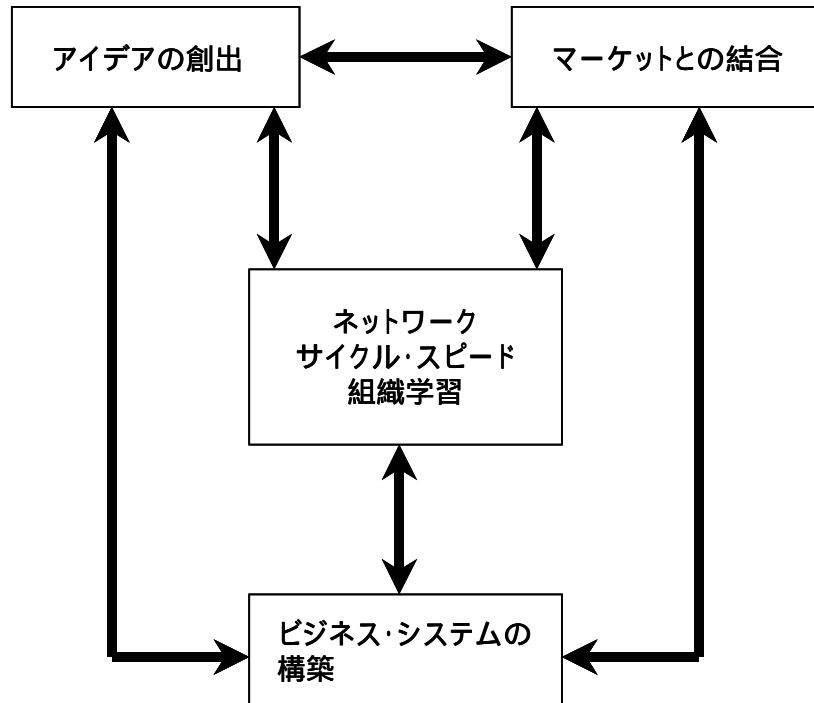 アイデアの創出
マーケットとの結合
ネットワーク
サイクル・スピード
組織学習
ビジネス・システムの
構築